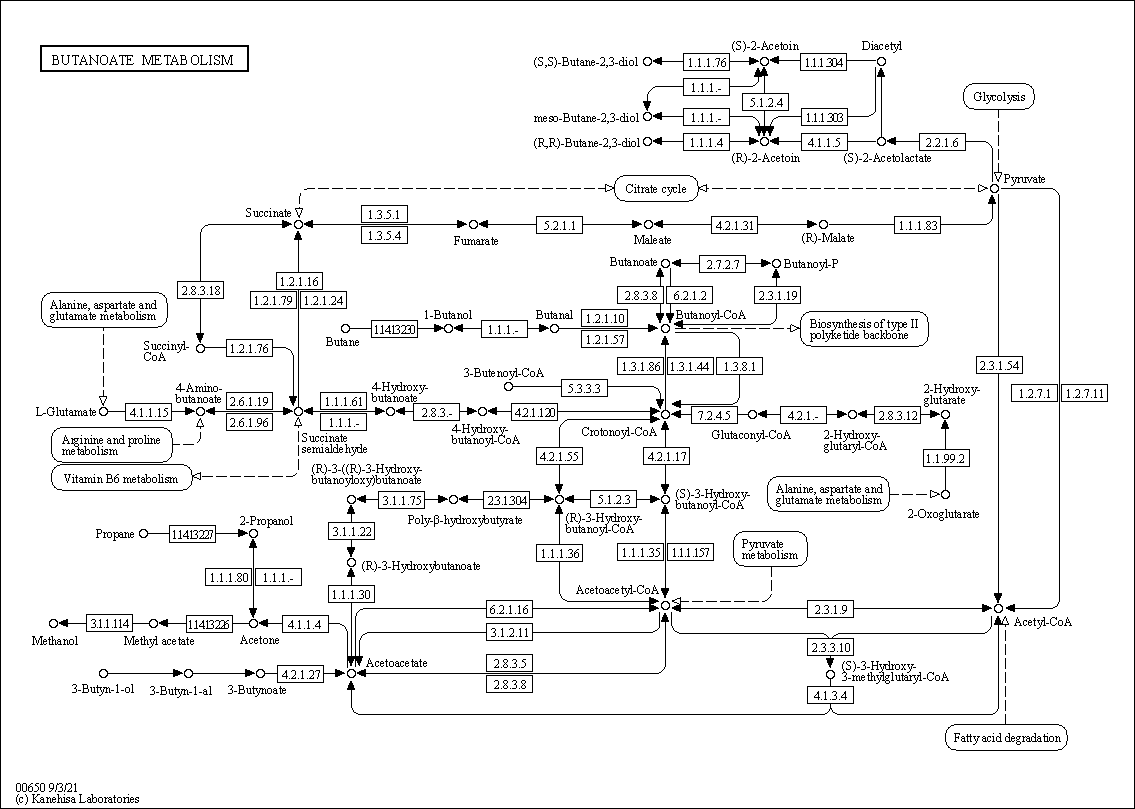 BUTANOATE METABOLISM
(S)-2-Acetoin
Diacetyl
(S,S)-Butane-2,3-diol
1.1.1.76
1.1.1.304
1.1.1.-
5.1.2.4
Glycolysis
meso-Butane-2,3-diol
1.1.1.-
1.1.1.303
(R,R)-Butane-2,3-diol
1.1.1.4
4.1.1.5
2.2.1.6
(R)-2-Acetoin
(S)-2-Acetolactate
Pyruvate
Citrate cycle
Succinate
1.3.5.1
1.3.5.4
Fumarate
5.2.1.1
Maleate
4.2.1.31
(R)-Malate
1.1.1.83
Butanoate
2.7.2.7
Butanoyl-P
2.8.3.18
1.2.1.16
1.2.1.79
1.2.1.24
2.8.3.8
6.2.1.2
2.3.1.19
Alanine, aspartate and
glutamate metabolism
1-Butanol
Butanal
1.2.1.10
Butanoyl-CoA
Butane
1.14.13.230
1.1.1.-
1.2.1.57
Biosynthesis of type II
polyketide backbone
Succinyl-
CoA
1.2.1.76
1.3.1.86
1.3.1.44
1.3.8.1
2.3.1.54
3-Butenoyl-CoA
5.3.3.3
1.2.7.1
1.2.7.11
4-Amino-
butanoate
2.6.1.19
1.1.1.61
4-Hydroxy-
butanoate
2-Hydroxy-
glutarate
L-Glutamate
4.1.1.15
2.6.1.96
1.1.1.-
2.8.3.-
4.2.1.120
7.2.4.5
4.2.1.-
2.8.3.12
Arginine and proline
metabolism
Succinate
semialdehyde
4-Hydroxy-
butanoyl-CoA
Crotonoyl-CoA
Glutaconyl-CoA
2-Hydroxy-
glutaryl-CoA
4.2.1.55
4.2.1.17
1.1.99.2
Vitamin B6 metabolism
(R)-3-((R)-3-Hydroxy-
butanoyloxy)butanoate
3.1.1.75
2.3.1.304
5.1.2.3
(S)-3-Hydroxy-
butanoyl-CoA
Alanine, aspartate and
glutamate metabolism
Poly-β-hydroxybutyrate
(R)-3-Hydroxy-
butanoyl-CoA
2-Oxoglutarate
Propane
1.14.13.227
2-Propanol
3.1.1.22
1.1.1.36
1.1.1.35
1.1.1.157
Pyruvate
metabolism
(R)-3-Hydroxybutanoate
1.1.1.80
1.1.1.-
1.1.1.30
Acetoacetyl-CoA
6.2.1.16
2.3.1.9
Methanol
3.1.1.114
Methyl acetate
1.14.13.226
Acetone
4.1.1.4
3.1.2.11
Acetyl-CoA
2.3.3.10
3-Butyn-1-ol
3-Butyn-1-al
3-Butynoate
4.2.1.27
Acetoacetate
2.8.3.5
2.8.3.8
(S)-3-Hydroxy-
3-methylglutaryl-CoA
4.1.3.4
Fatty acid degradation
00650 9/3/21
(c) Kanehisa Laboratories